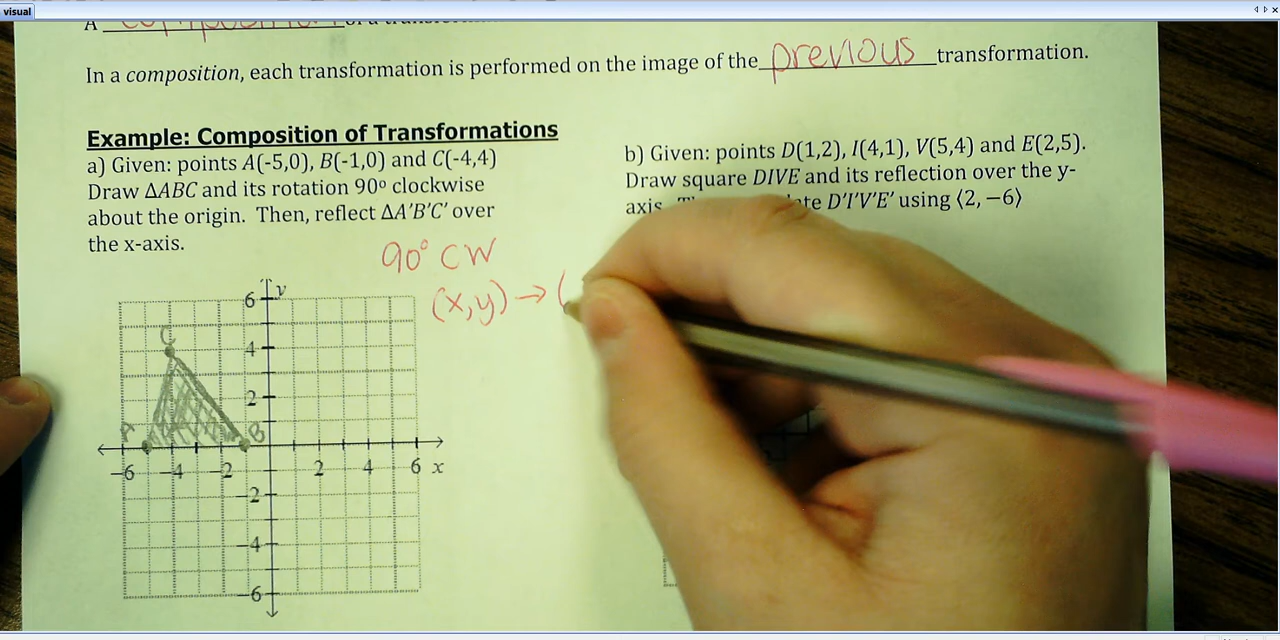 visual
A composition of a
In a composition, each transformation is performed on the image of the previous transformation.
Example: Composition of Transformations
a) Given: points A(-5,0), B(-1,0) and C(-4,4)
Draw ΔABC and its rotation 90º clockwise
about the origin. Then, reflect ΔA'B'C' over
the x-axis.
b) Given: points D(1,2), I(4,1), V(5,4) and E(2,5).
Draw square DIVE and its reflection over the y-
axis. D'I'V'E' using ⟨2, −6⟩
90° CW
(x,y) → (
6 y
C
4
2
A B
−6 −4 −2 2 4 6 x
−2
−4
−6